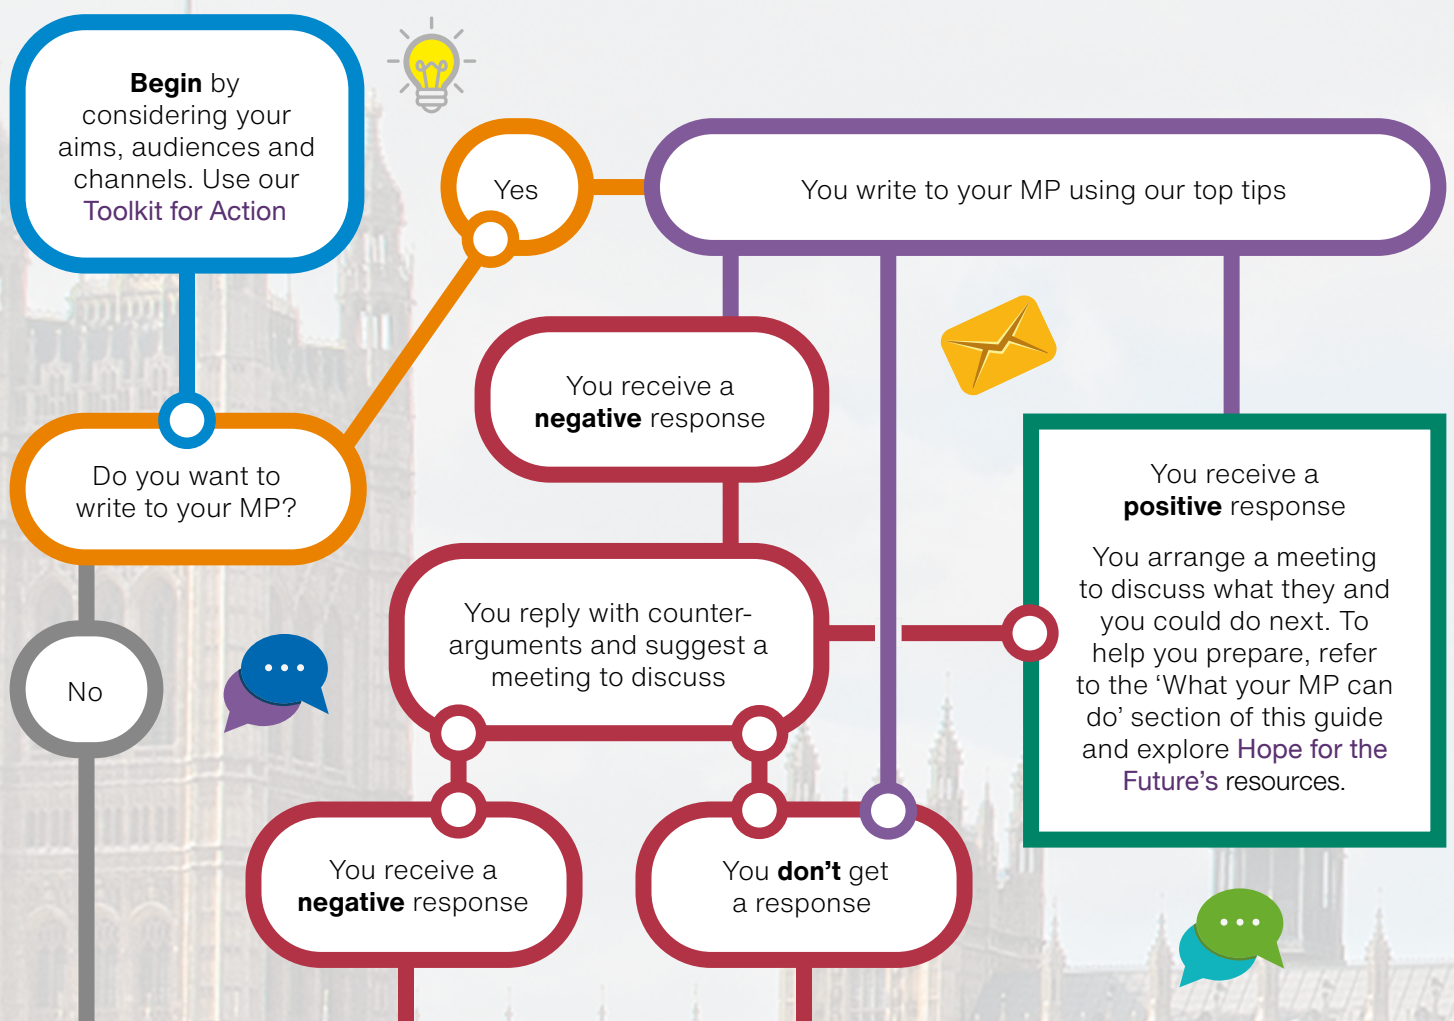 Begin by
considering your
aims, audiences and
channels. Use our
Toolkit for Action
Yes
You write to your MP using our top tips
You receive a
negative response
Do you want to
write to your MP?
You receive a
positive response
You arrange a meeting
to discuss what they and
you could do next. To
help you prepare, refer
to the ‘What your MP can
do’ section of this guide
and explore Hope for the
Future’s resources.
You reply with counter-
arguments and suggest a
meeting to discuss
No
You receive a
negative response
You don’t get
a response